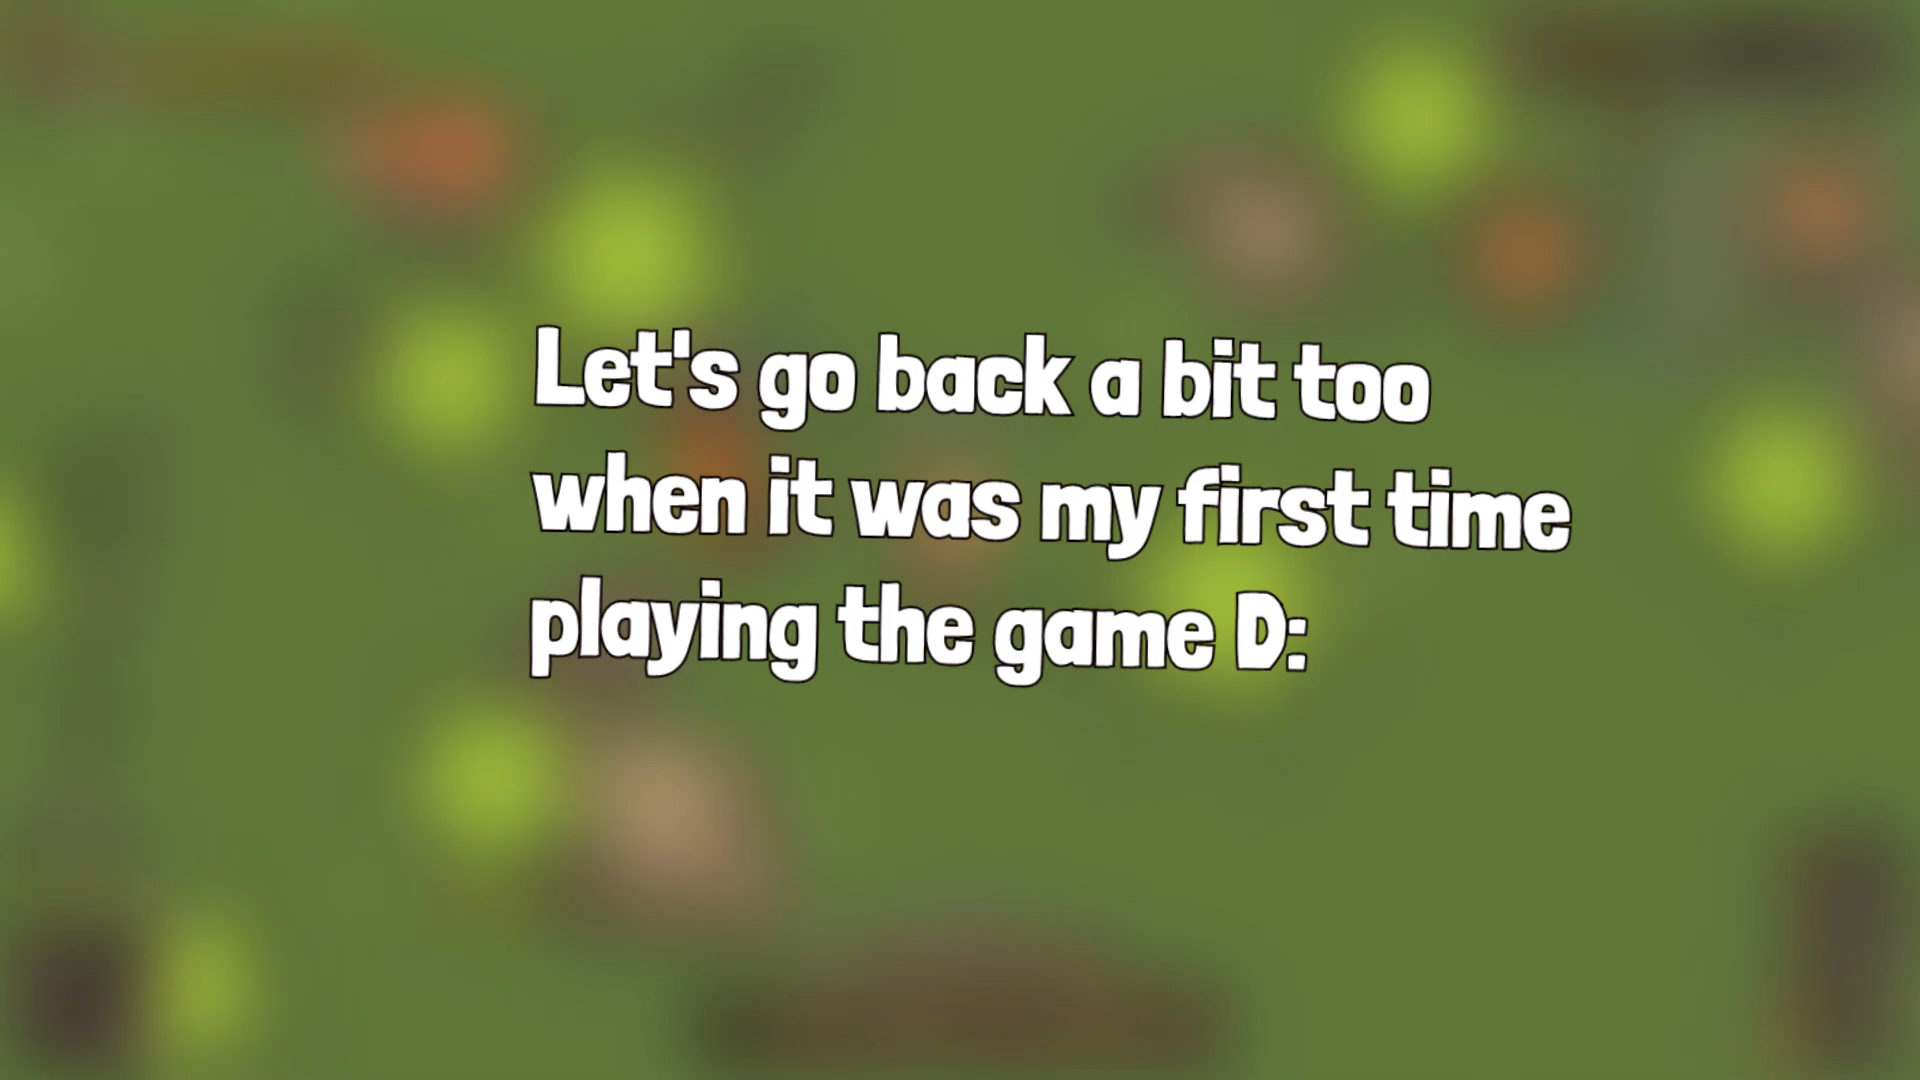 Let's go back a bit too
when it was my first time
playing the game D: